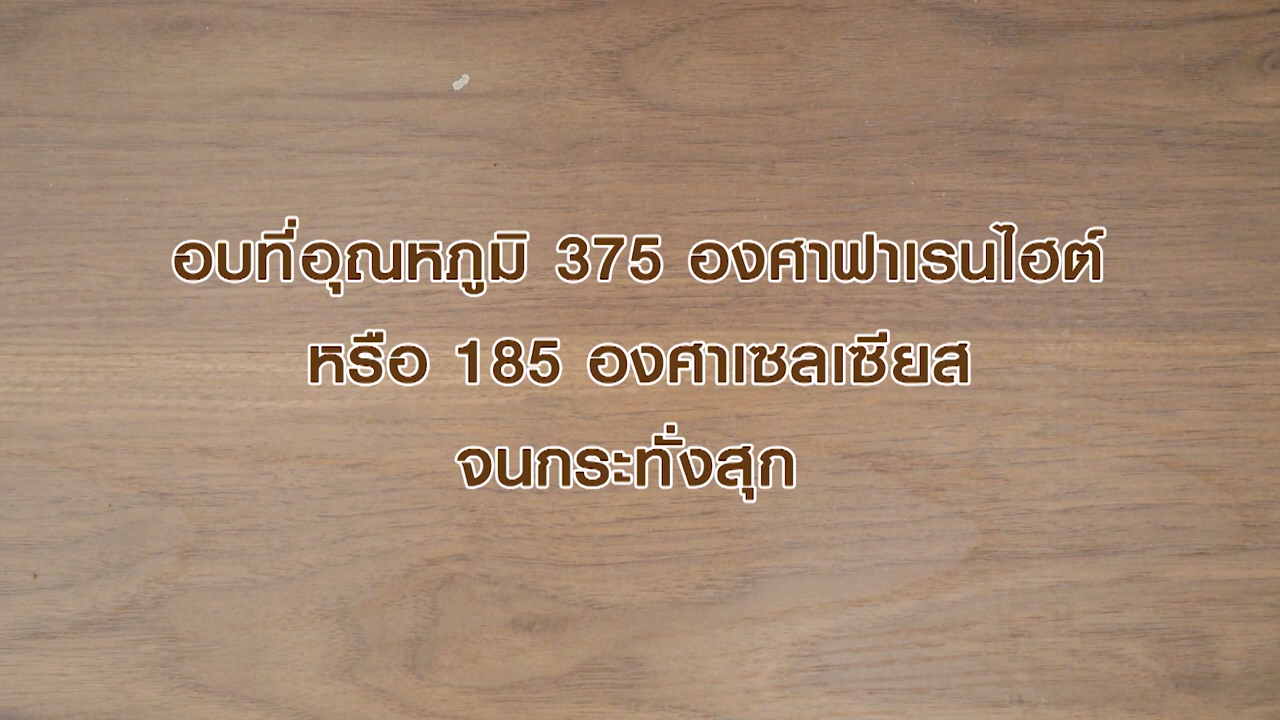 อบที่อุณหภูมิ 375 องศาฟาเรนไฮต์
หรือ 185 องศาเซลเซียส
จนกระทั่งสุก